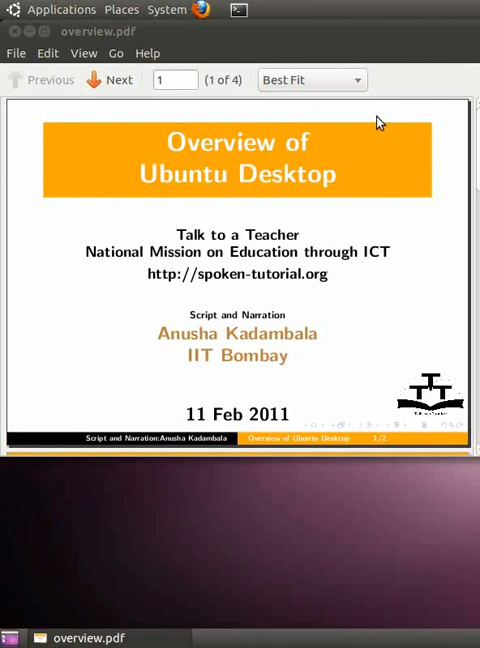 Applications Places System
overview.pdf
File Edit View Go Help
Previous Next 1 (1 of 4) Best Fit
Overview of
Ubuntu Desktop
Talk to a Teacher
National Mission on Education through ICT
http://spoken-tutorial.org
Script and Narration
Anusha Kadambala
IIT Bombay
11 Feb 2011
Script and Narration:Anusha Kadambala Overview of Ubuntu Desktop 1/2
overview.pdf